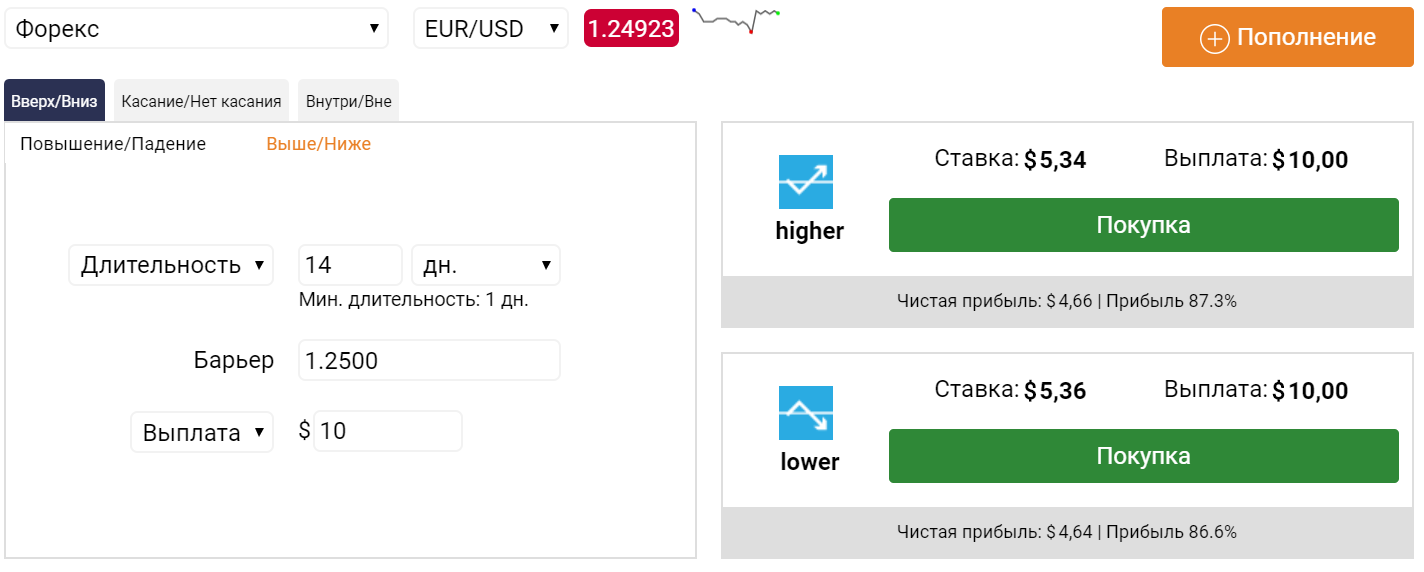 Форекс
EUR/USD
1.24923
Пополнение
Вверх/Вниз
Касание/Нет касания
Внутри/Вне
Повышение/Падение
Выше/Ниже
Длительность
14
дн.
Мин. длительность: 1 дн.
Барьер
1.2500
Выплата
$
10
higher
Ставка: $ 5,34
Выплата: $ 10,00
Покупка
Чистая прибыль: $ 4,66 | Прибыль 87.3%
lower
Ставка: $ 5,36
Выплата: $ 10,00
Покупка
Чистая прибыль: $ 4,64 | Прибыль 86.6%